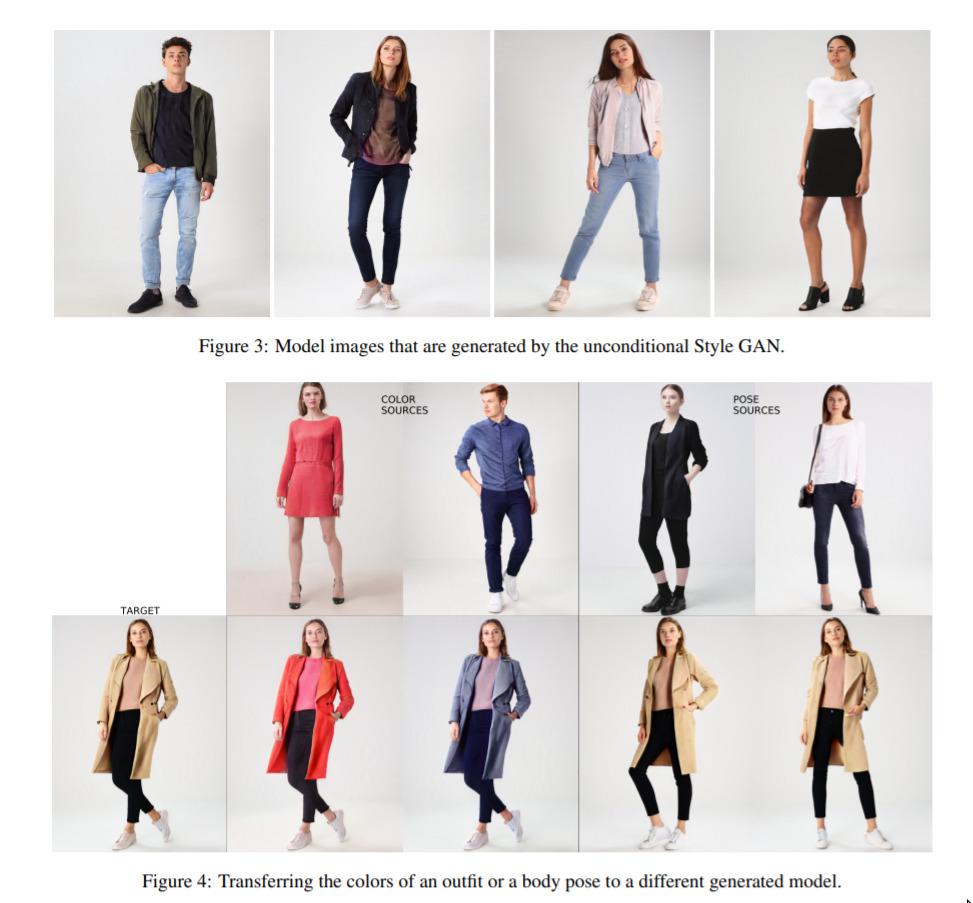 Figure 3: Model images that are generated by the unconditional Style GAN.
COLOR
SOURCES
POSE
SOURCES
TARGET
Figure 4: Transferring the colors of an outfit or a body pose to a different generated model.